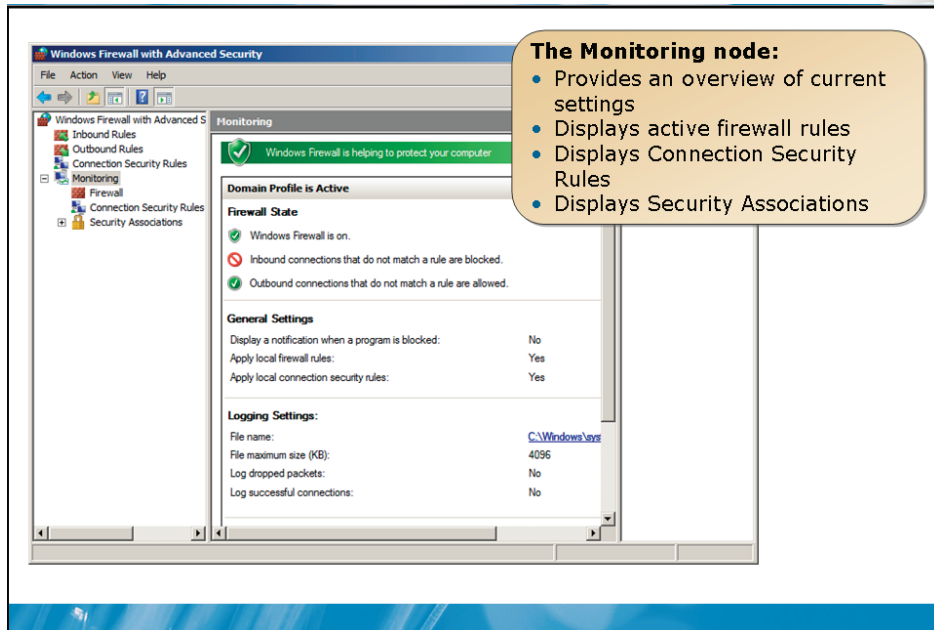 Windows Firewall with Advanced Security
File Action View Help
Windows Firewall with Advanced S
Inbound Rules
Outbound Rules
Connection Security Rules
Monitoring
Firewall
Connection Security Rules
Security Associations
Monitoring
Windows Firewall is helping to protect your computer
Domain Profile is Active
Firewall State
Windows Firewall is on.
Inbound connections that do not match a rule are blocked.
Outbound connections that do not match a rule are allowed.
General Settings
Display a notification when a program is blocked: No
Apply local firewall rules: Yes
Apply local connection security rules: Yes
Logging Settings:
File name: C:\Windows\sys
File maximum size (KB): 4096
Log dropped packets: No
Log successful connections: No
The Monitoring node:
• Provides an overview of current
settings
• Displays active firewall rules
• Displays Connection Security
Rules
• Displays Security Associations